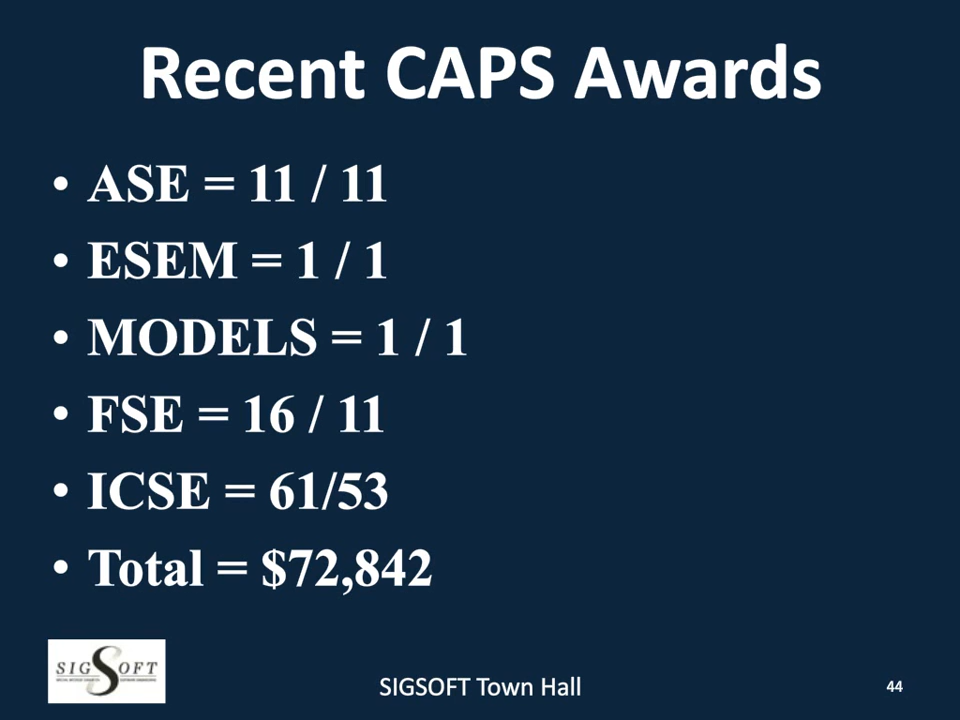 Recent CAPS Awards
• ASE = 11 / 11
• ESEM = 1 / 1
• MODELS = 1 / 1
• FSE = 16 / 11
• ICSE = 61/53
• Total = $72,842
SIGSOFT
SIGSOFT Town Hall
44